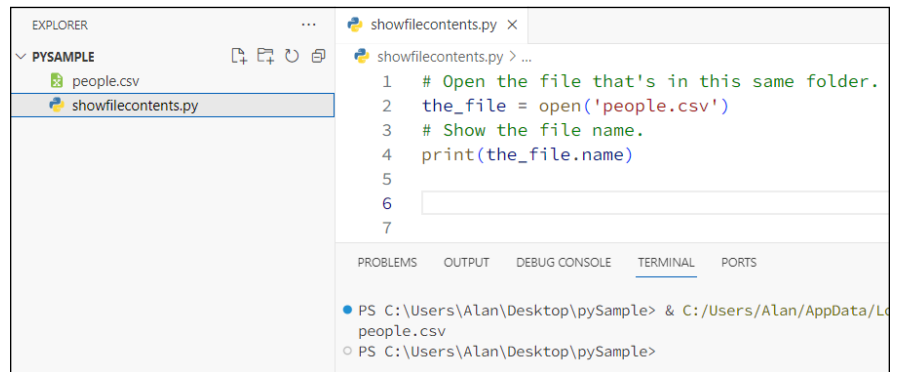 EXPLORER
PYSAMPLE
people.csv
showfilecontents.py
showfilecontents.py
showfilecontents.py > ...
1 # Open the file that's in this same folder.
2 the_file = open('people.csv')
3 # Show the file name.
4 print(the_file.name)
5
6
7
PROBLEMS OUTPUT DEBUG CONSOLE TERMINAL PORTS
PS C:\Users\Alan\Desktop\pySample> & C:/Users/Alan/AppData/Lo
people.csv
PS C:\Users\Alan\Desktop\pySample>